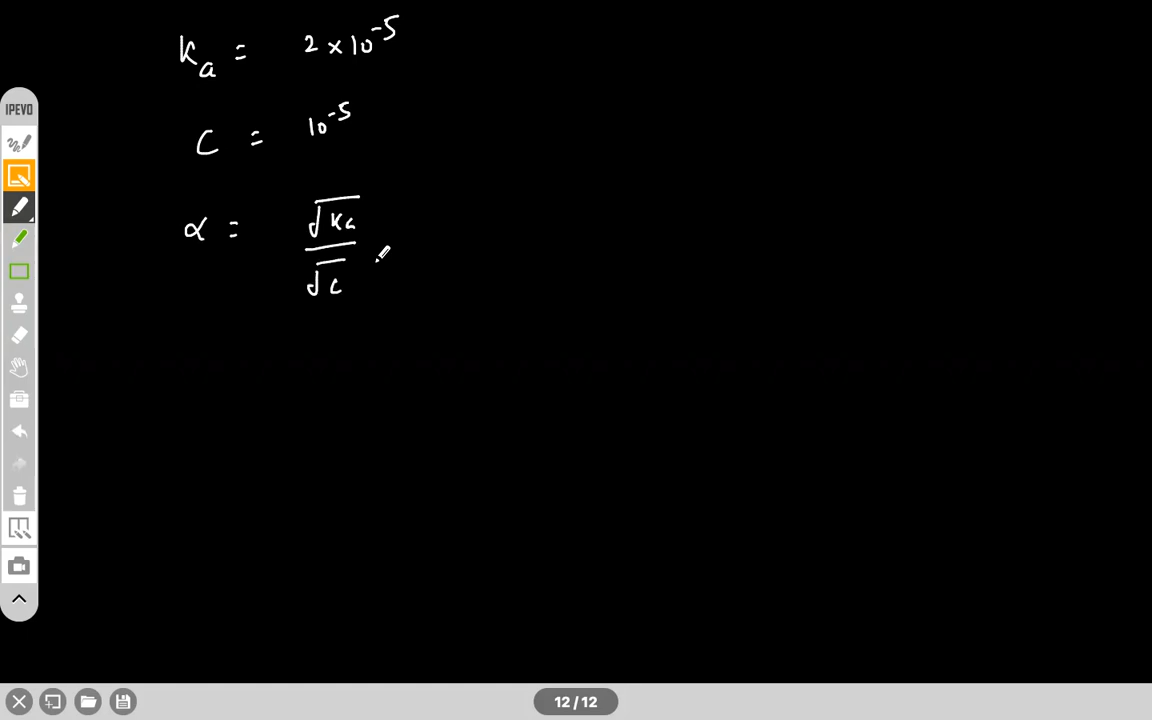 IPEVO
Ka = 2 × 10⁻⁵
C = 10⁻⁵
α = √Ka / √C
12 / 12